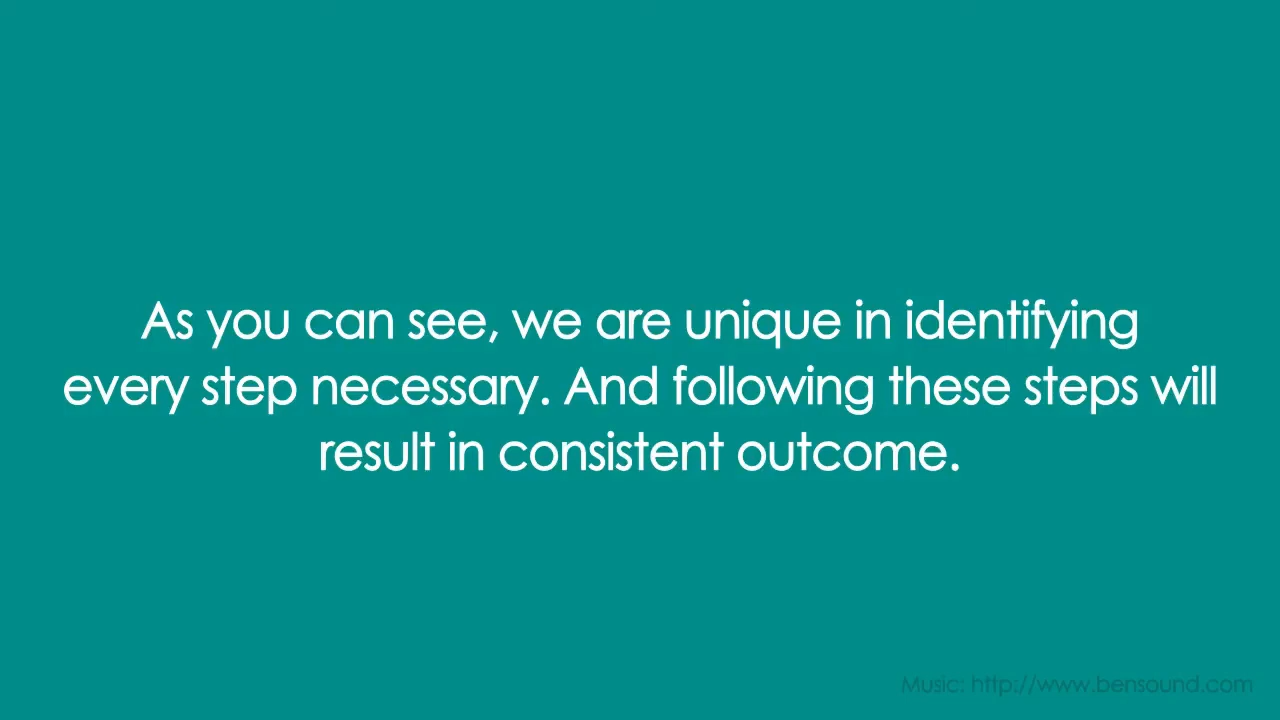 As you can see, we are unique in identifying
every step necessary. And following these steps will
result in consistent outcome.
Music: http://www.bensound.com